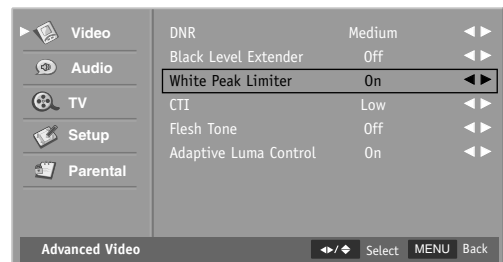 Video
Audio
TV
Setup
Parental
DNR Medium
Black Level Extender Off
White Peak Limiter On
CTI Low
Flesh Tone Off
Adaptive Luma Control On
Advanced Video
/ Select MENU Back